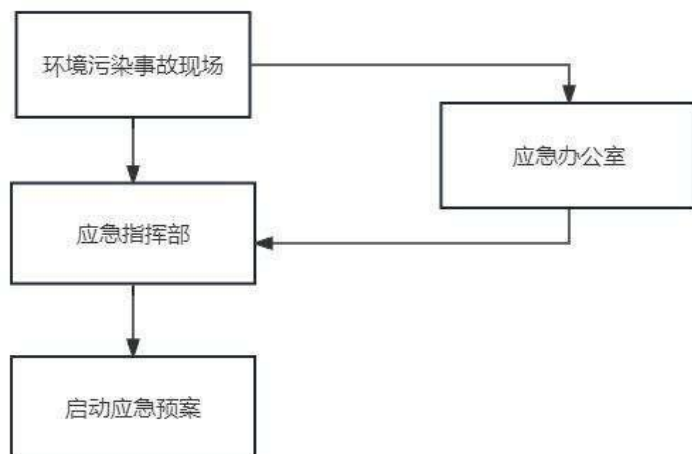 环境污染事故现场
应急办公室
应急指挥部
启动应急预案